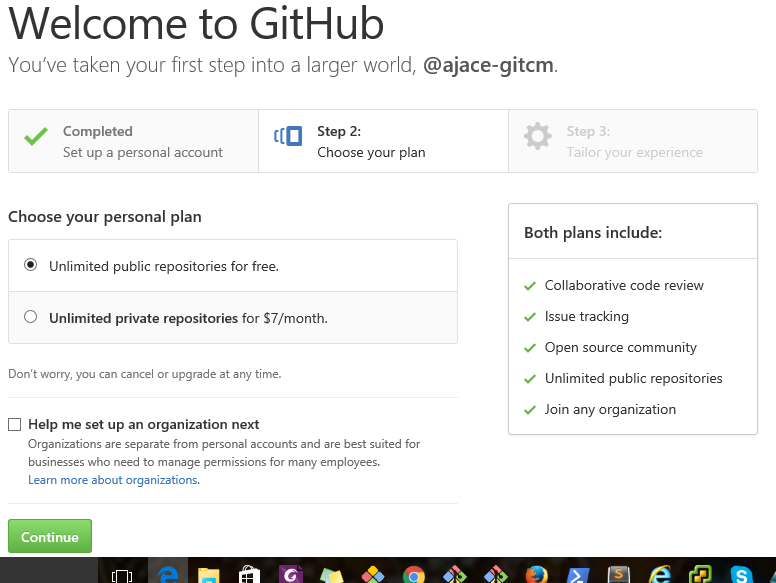 Welcome to GitHub
You’ve taken your first step into a larger world, @ajace-gitcm.
Completed
Set up a personal account
Step 2:
Choose your plan
Step 3:
Tailor your experience
Choose your personal plan
Unlimited public repositories for free.
Unlimited private repositories for $7/month.
Don’t worry, you can cancel or upgrade at any time.
Help me set up an organization next
Organizations are separate from personal accounts and are best suited for
businesses who need to manage permissions for many employees.
Learn more about organizations.
Continue
Both plans include:
Collaborative code review
Issue tracking
Open source community
Unlimited public repositories
Join any organization